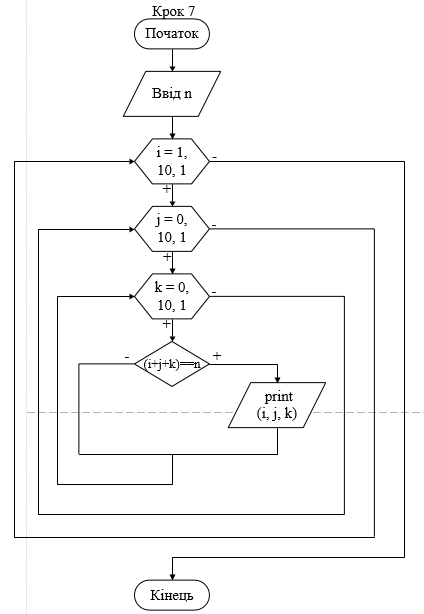 Крок 7
Початок
Ввід n
i = 1,
10, 1
-
+
j = 0,
10, 1
-
+
k = 0,
10, 1
-
+
-
(i+j+k)==n
+
print
(i, j, k)
Кінець